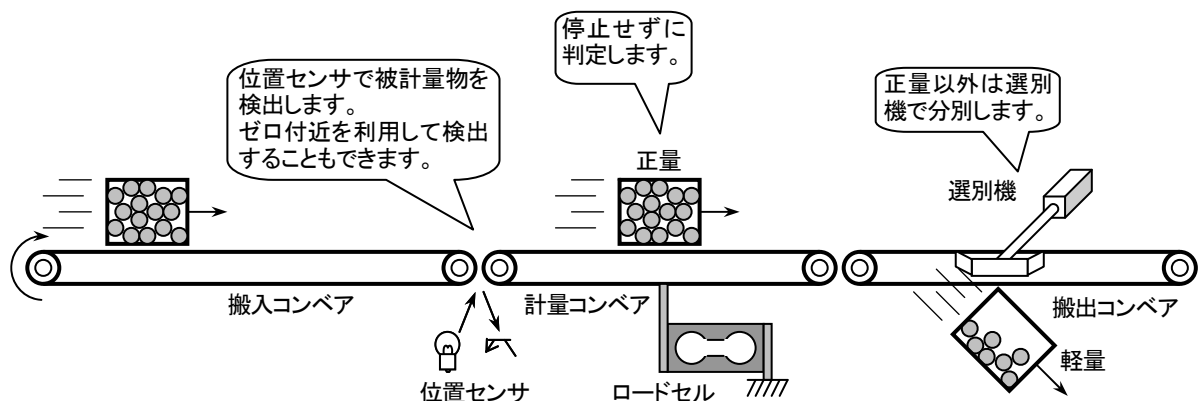 停止せずに
判定します。
位置センサで被計量物を
検出します。
ゼロ付近を利用して検出
することもできます。
正量以外は選別
機で分別します。
正量
選別機
搬入コンベア
計量コンベア
搬出コンベア
位置センサ
ロードセル
軽量